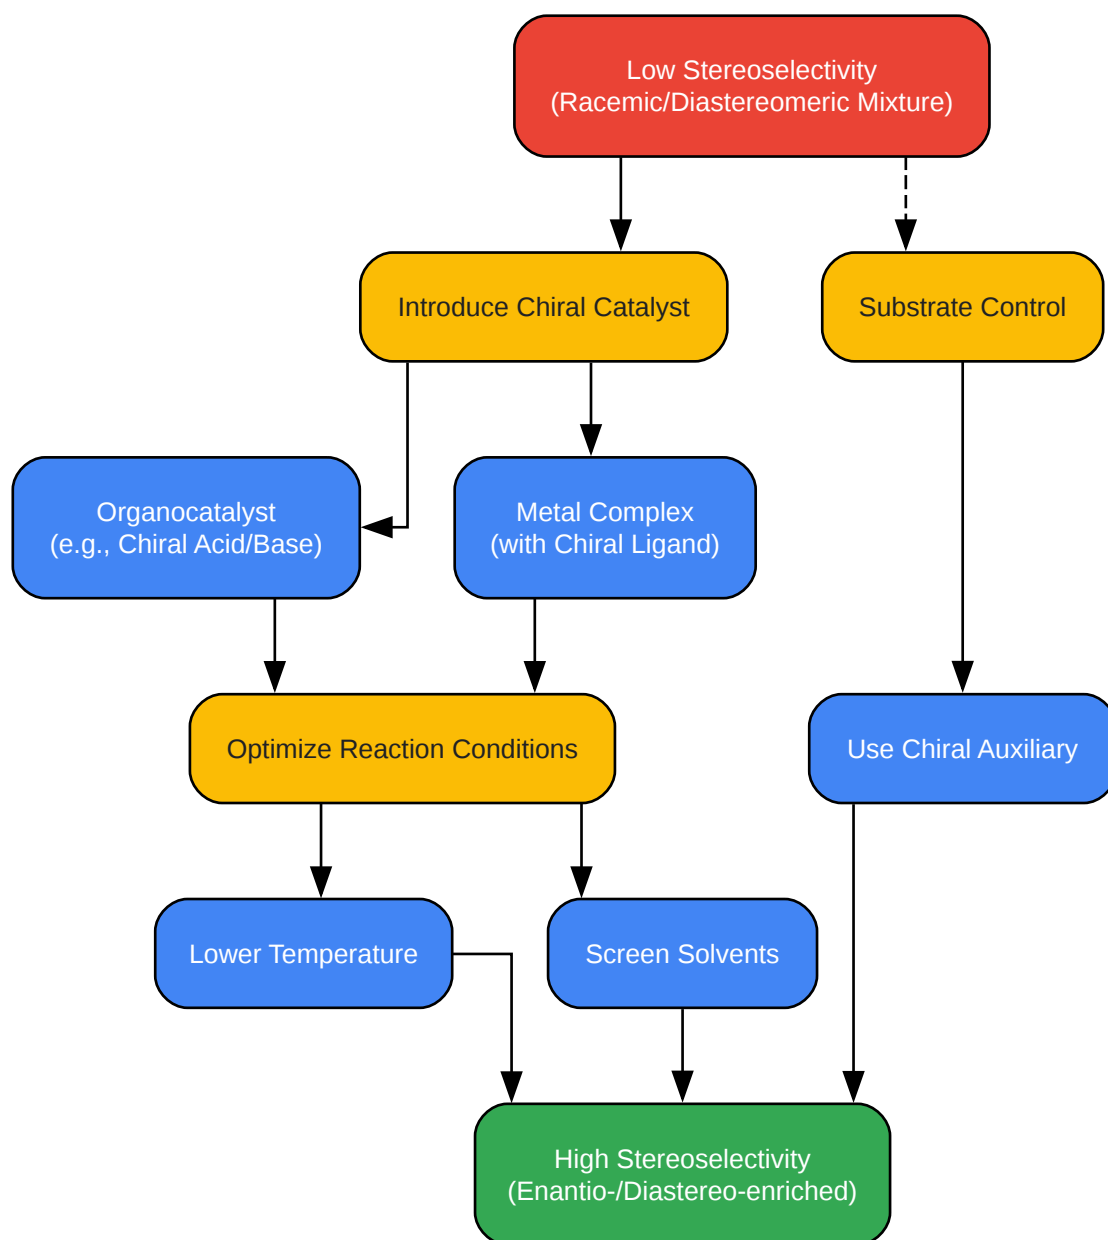 Low Stereoselectivity
(Racemic/Diastereomeric Mixture)
Introduce Chiral Catalyst
Substrate Control
Organocatalyst
(e.g., Chiral Acid/Base)
Metal Complex
(with Chiral Ligand)
Optimize Reaction Conditions
Use Chiral Auxiliary
Lower Temperature
Screen Solvents
High Stereoselectivity
(Enantio-/Diastereo-enriched)